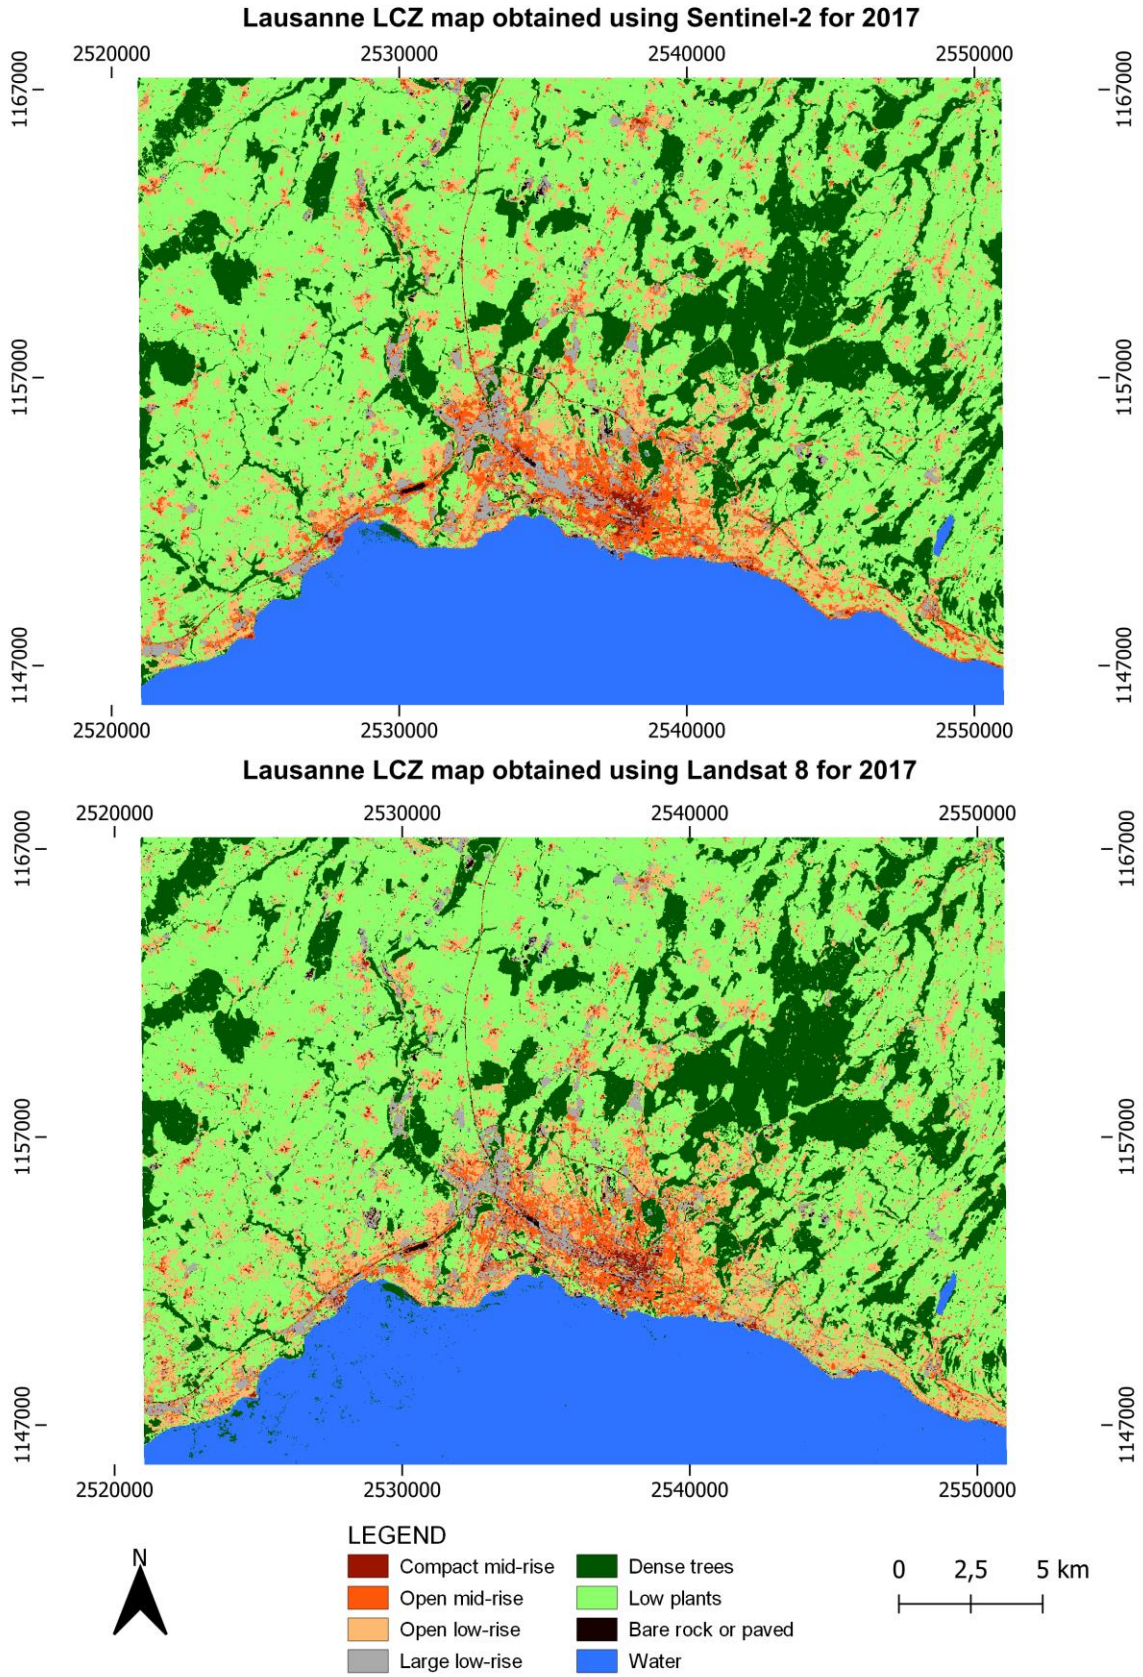 Lausanne LCZ map obtained using Sentinel-2 for 2017
2520000 2530000 2540000 2550000
1167000 1167000
1157000 1157000
1147000 1147000
2520000 2530000 2540000 2550000
Lausanne LCZ map obtained using Landsat 8 for 2017
2520000 2530000 2540000 2550000
1167000 1167000
1157000 1157000
1147000 1147000
2520000 2530000 2540000 2550000
LEGEND
N
Compact mid-rise Dense trees 0 2,5 5 km
Open mid-rise Low plants
Open low-rise Bare rock or paved
Large low-rise Water